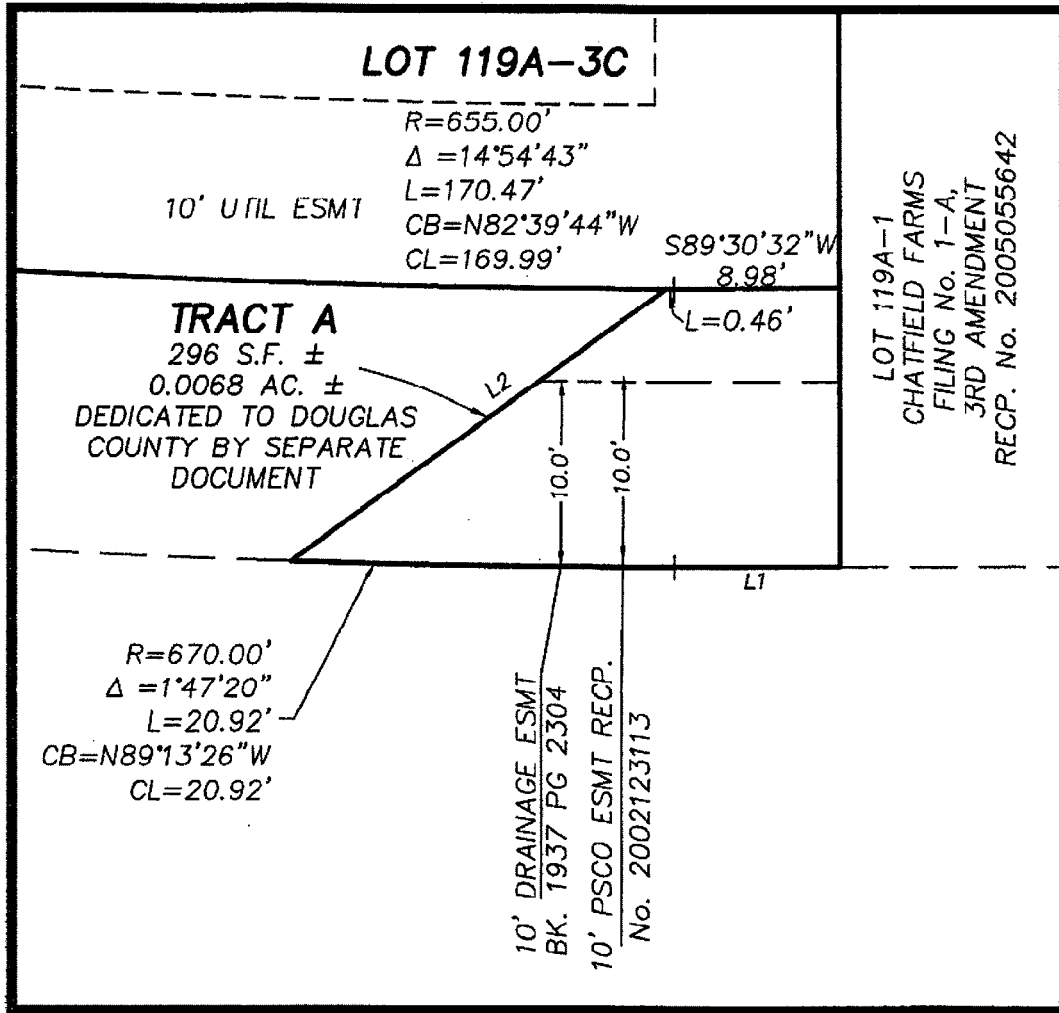 LOT 119A-3C
R=655.00'
Δ =14°54'43"
L=170.47'
CB=N82°39'44"W
CL=169.99'
10' UTIL ESMT
S89°30'32"W
8.98'
L=0.46'
TRACT A
296 S.F. ±
0.0068 AC. ±
DEDICATED TO DOUGLAS
COUNTY BY SEPARATE
DOCUMENT
L2
10.0'
10.0'
L1
LOT 119A-1
CHATFIELD FARMS
FILING No. 1-A,
3RD AMENDMENT
RECP. No. 2005055642
R=670.00'
Δ =1°47'20"
L=20.92'
CB=N89°13'26"W
CL=20.92'
10' DRAINAGE ESMT
BK. 1937 PG 2304
10' PSCO ESMT RECP.
No. 2002123113